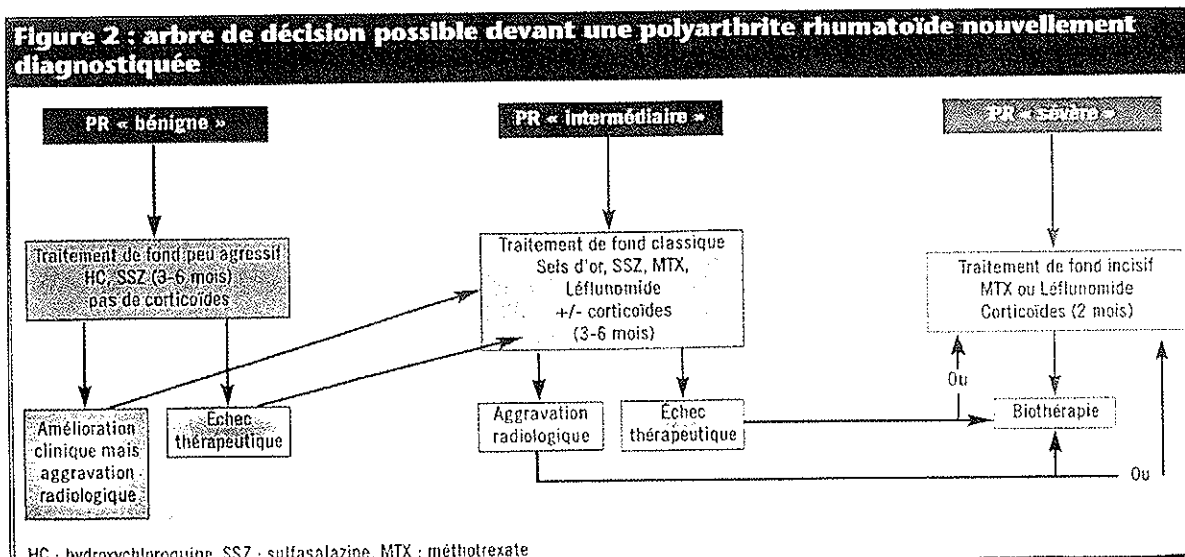 Figure 2 : arbre de décision possible devant une polyarthrite rhumatoïde nouvellement
diagnostiquée
PR « bénigne »
PR « intermédiaire »
PR « sévère »
Traitement de fond peu agressif
HC, SSZ (3-6 mois)
pas de corticoïdes
Traitement de fond classique
Sels d'or, SSZ, MTX,
Léflunomide
+/- corticoïdes
(3-6 mois)
Traitement de fond incisif
MTX ou Léflunomide
Corticoïdes (2 mois)
Amélioration
clinique mais
aggravation
radiologique
Échec
thérapeutique
Aggravation
radiologique
Échec
thérapeutique
Ou
Biothérapie
Ou
HC : hydroxychloroquine, SSZ : sulfasalazine, MTX : méthotrexate